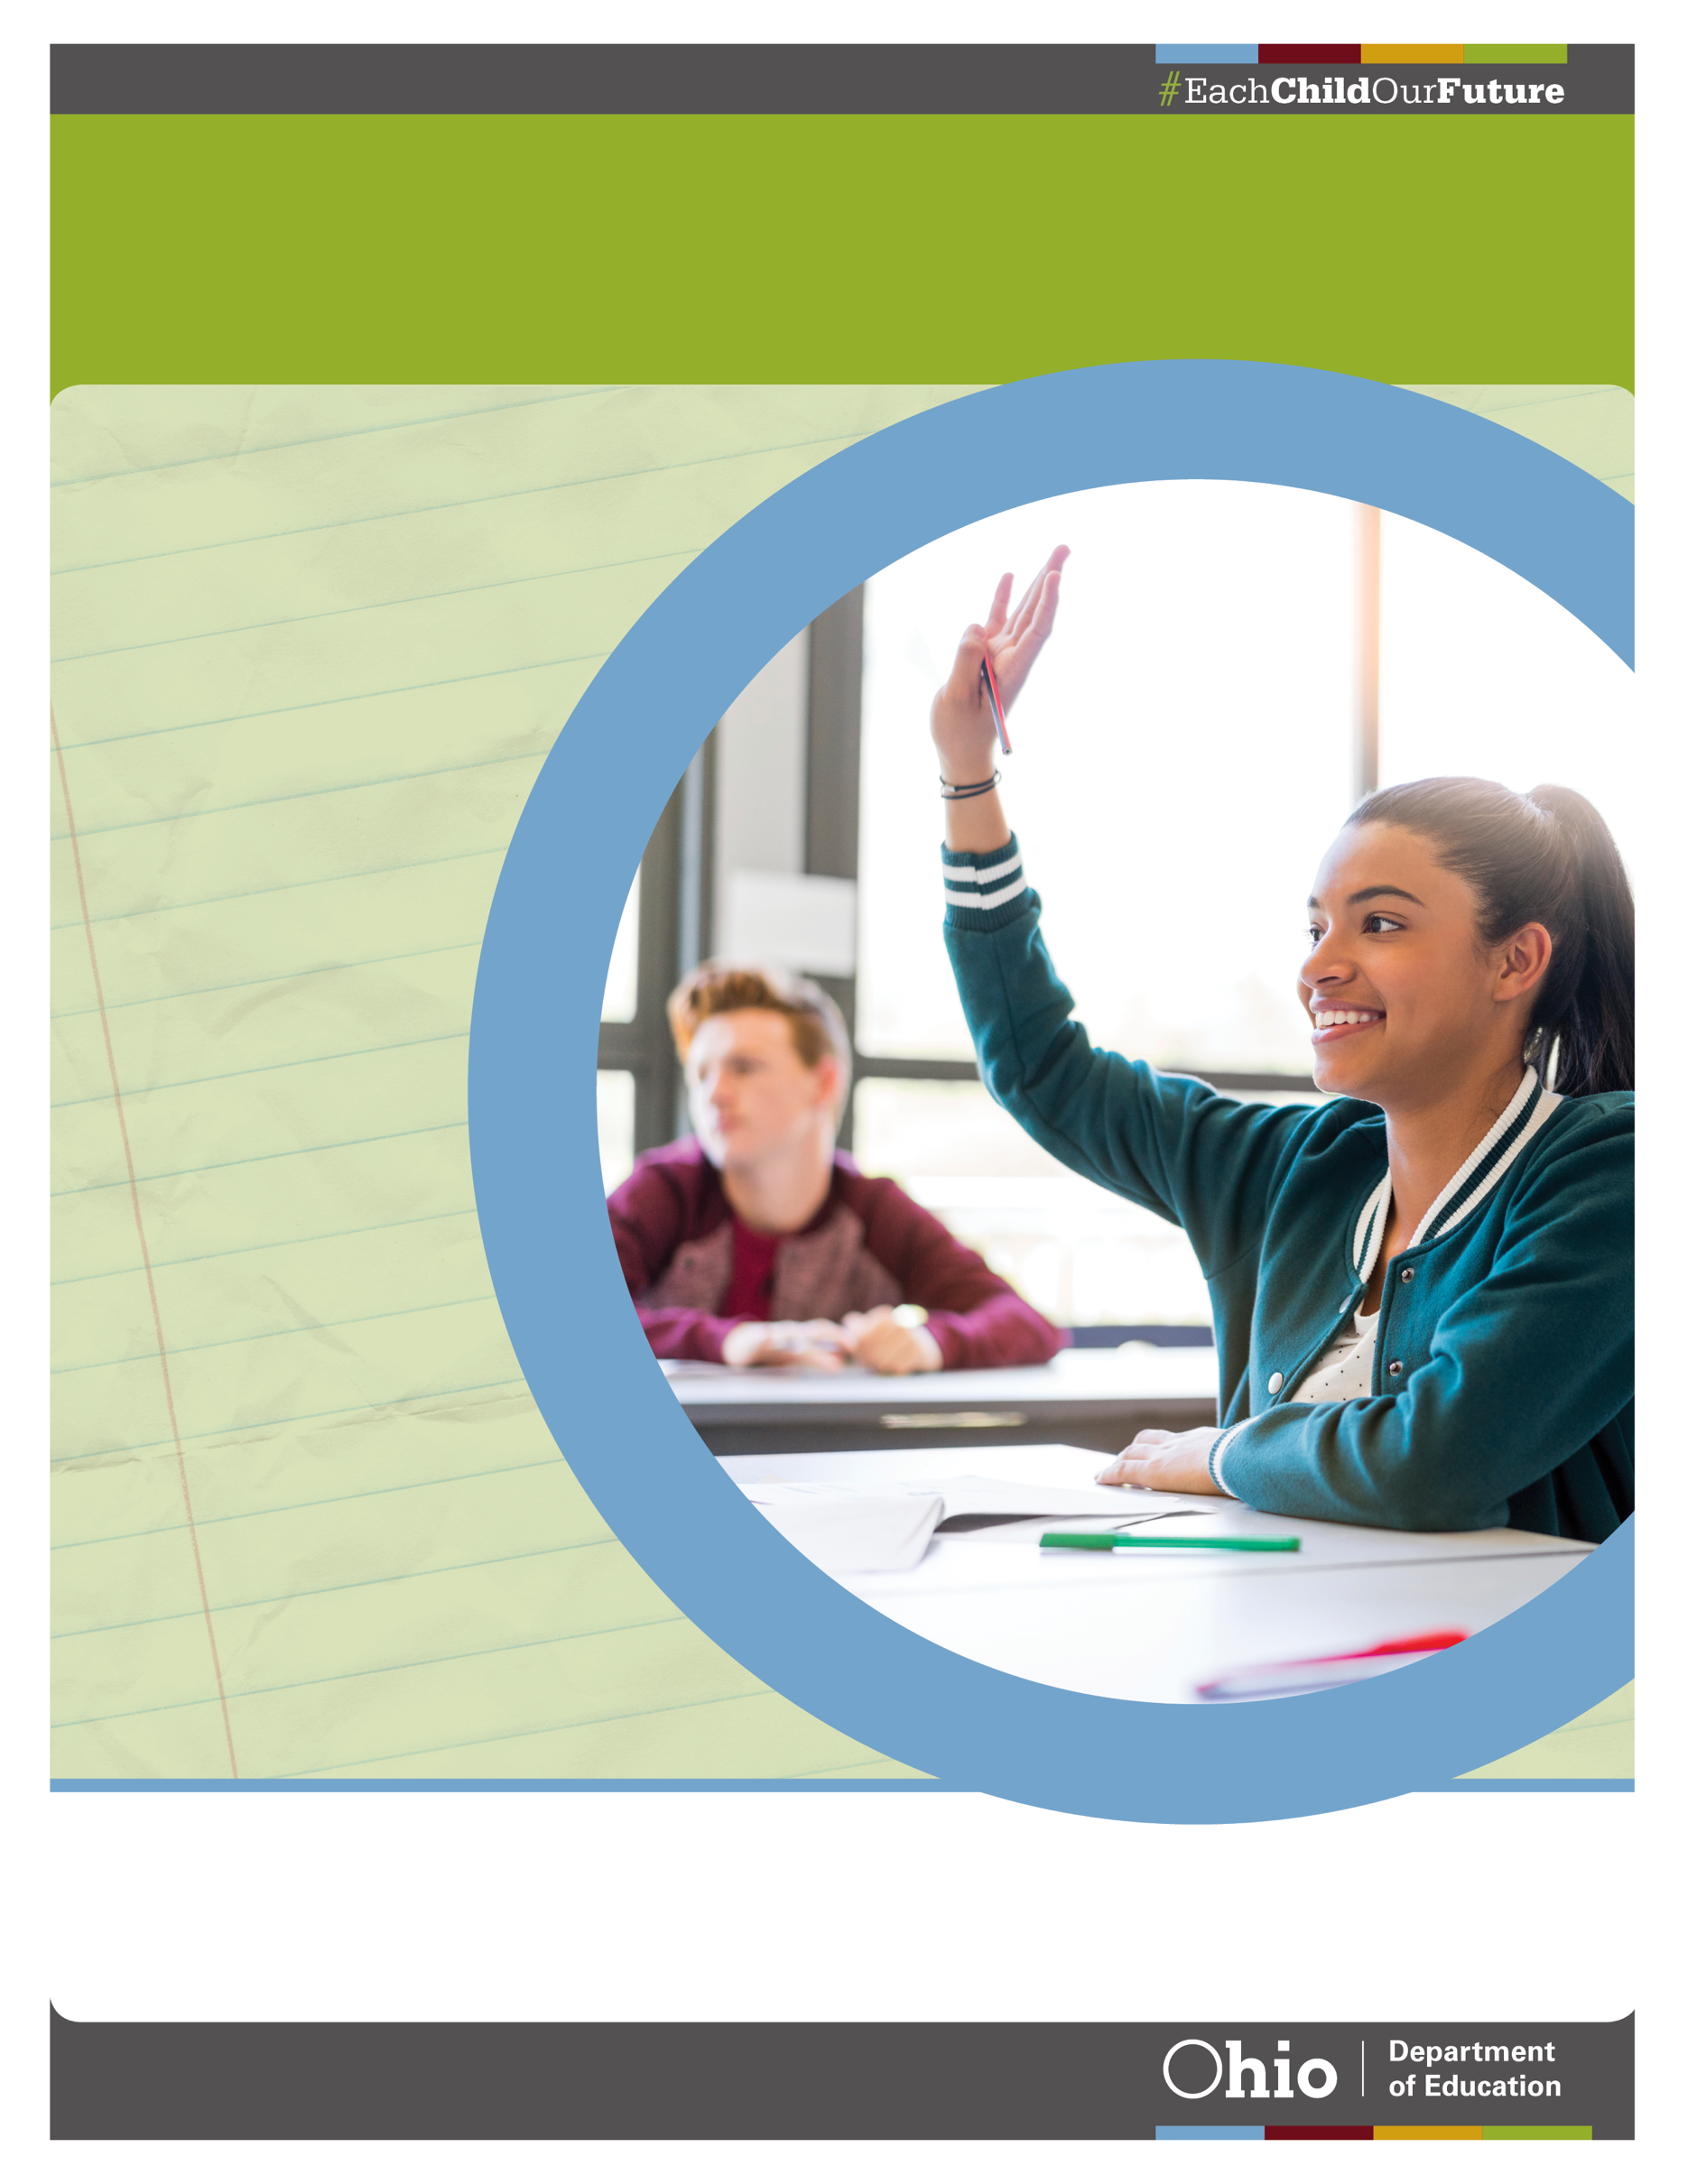 #EachChildOurFuture
Ohio
Department
of Education